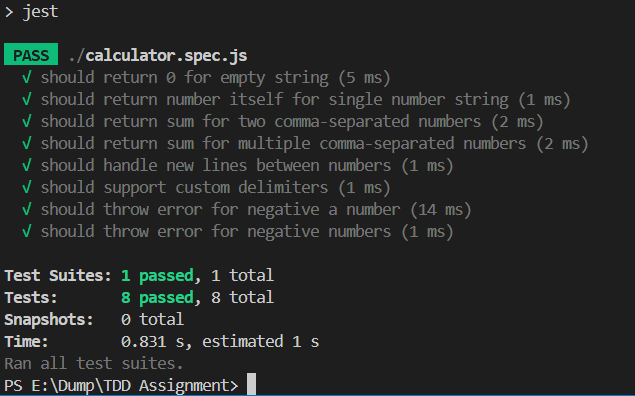 > jest
PASS ./calculator.spec.js
√ should return 0 for empty string (5 ms)
√ should return number itself for single number string (1 ms)
√ should return sum for two comma-separated numbers (2 ms)
√ should return sum for multiple comma-separated numbers (2 ms)
√ should handle new lines between numbers (1 ms)
√ should support custom delimiters (1 ms)
√ should throw error for negative a number (14 ms)
√ should throw error for negative numbers (1 ms)
Test Suites: 1 passed, 1 total
Tests: 8 passed, 8 total
Snapshots: 0 total
Time: 0.831 s, estimated 1 s
Ran all test suites.
PS E:\Dump\TDD Assignment>